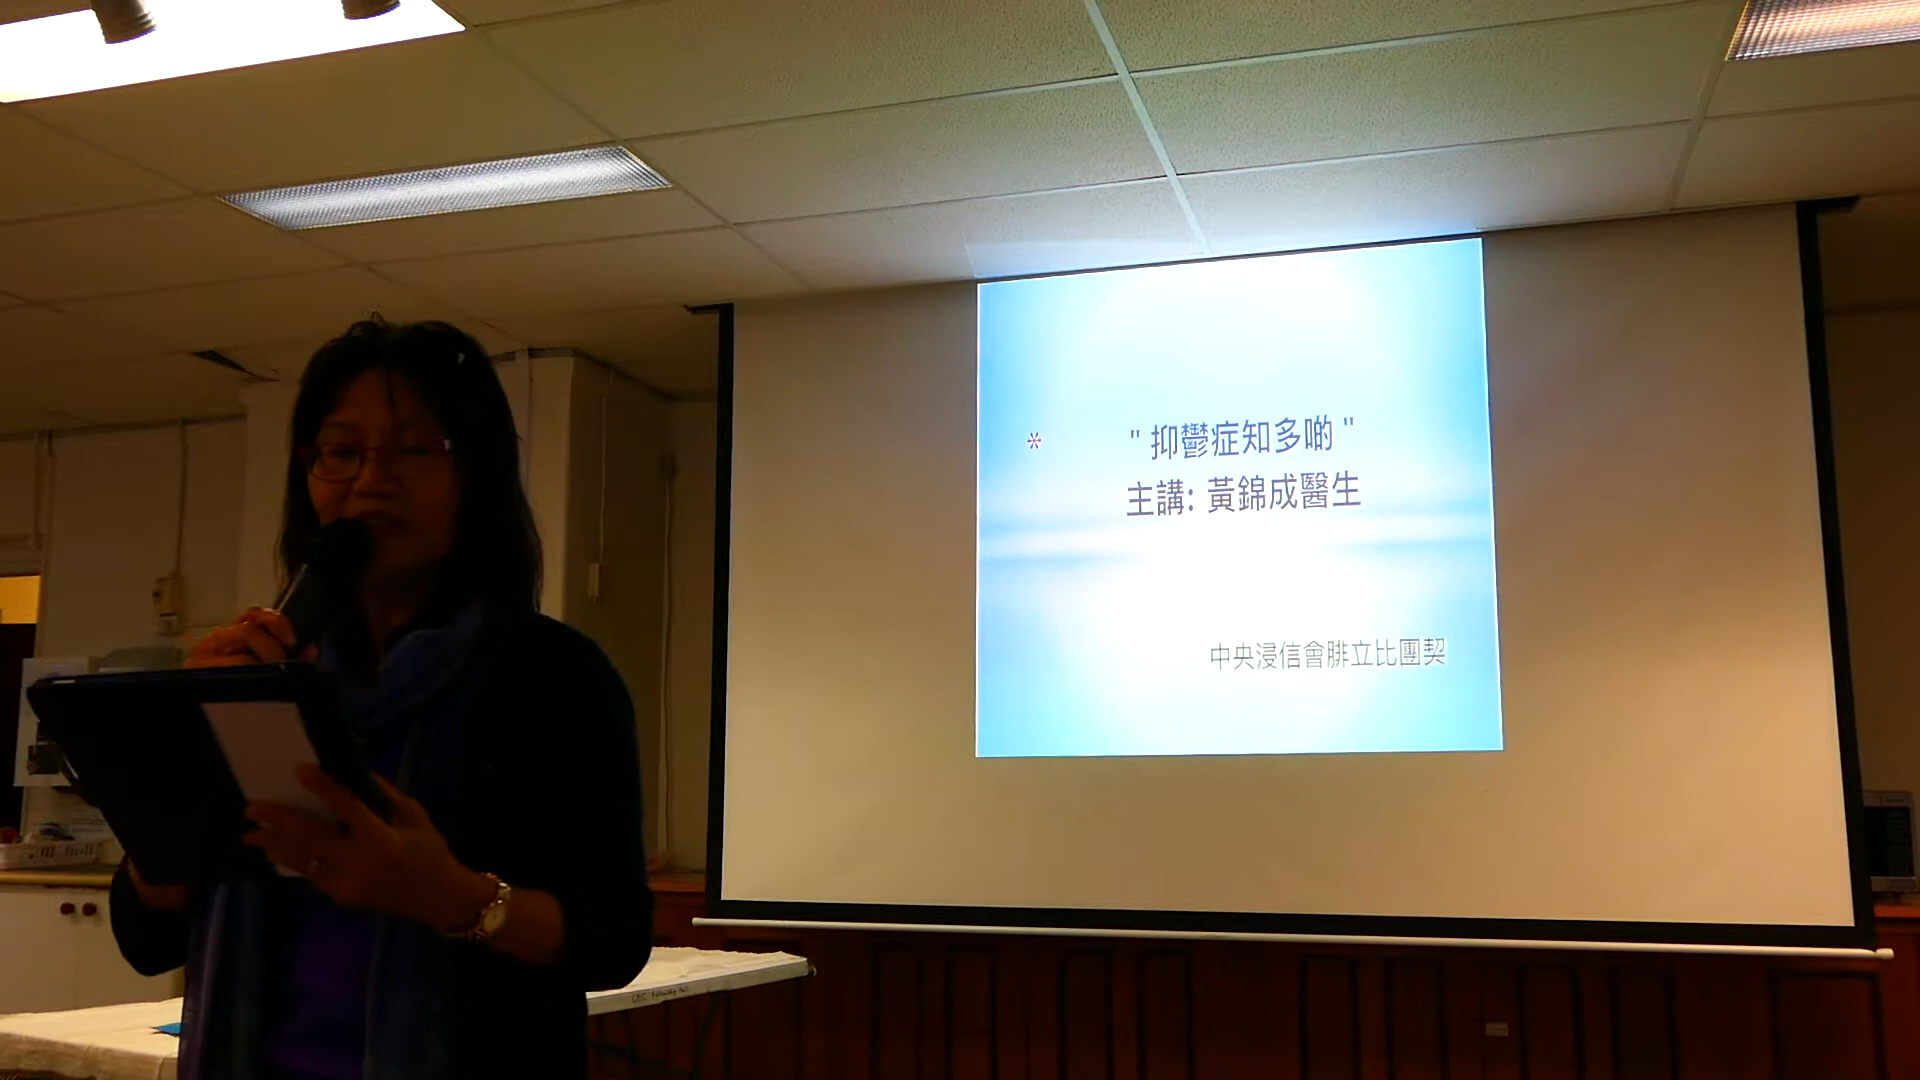 * " 抑鬱症知多啲 "
主講: 黃錦成醫生
中央浸信會腓立比團契